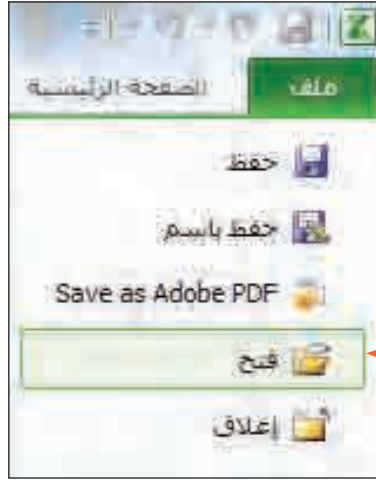 ملف الصفحة الرئيسية
حفظ
حفظ باسم
Save as Adobe PDF
فتح
إغلاق